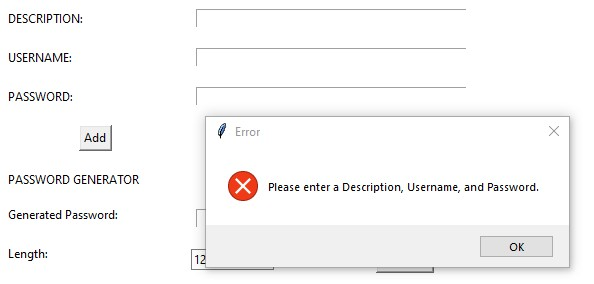 DESCRIPTION:
USERNAME:
PASSWORD:
Add
Error
Please enter a Description, Username, and Password.
OK
PASSWORD GENERATOR
Generated Password:
Length:
12